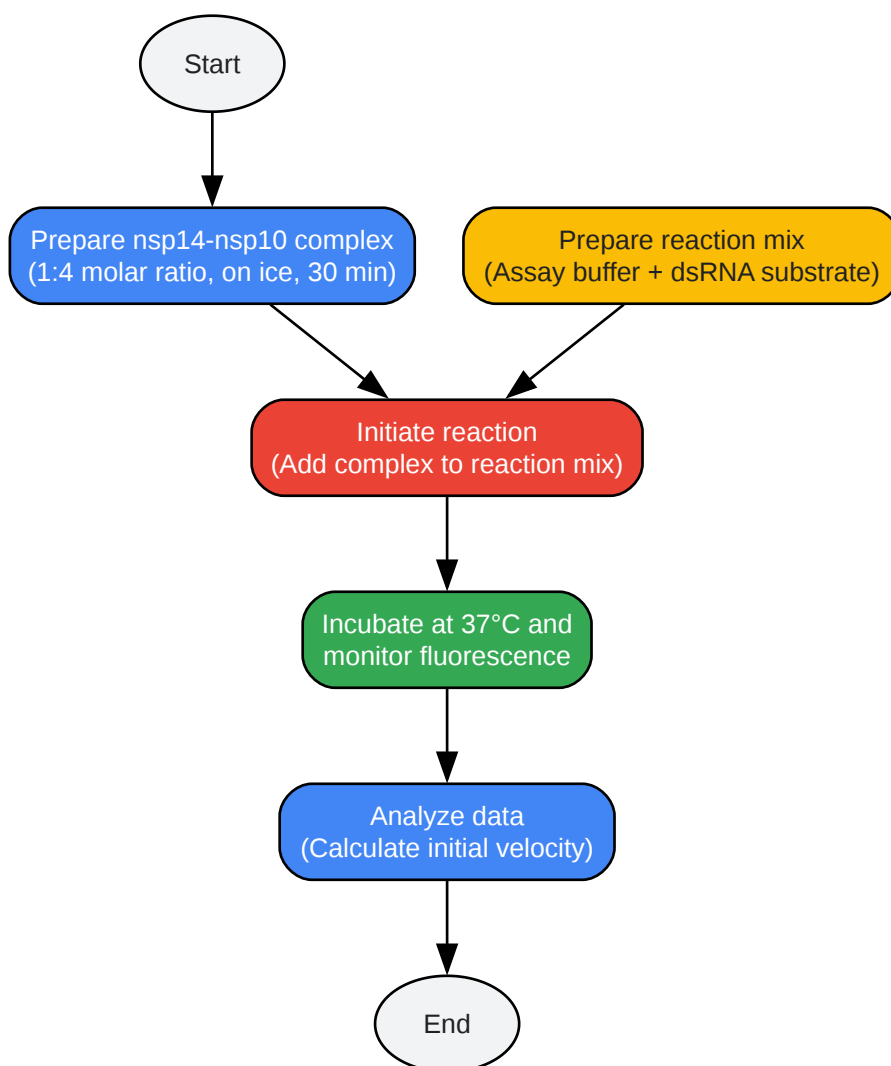 Start
Prepare nsp14-nsp10 complex
(1:4 molar ratio, on ice, 30 min)
Prepare reaction mix
(Assay buffer + dsRNA substrate)
Initiate reaction
(Add complex to reaction mix)
Incubate at 37°C and
monitor fluorescence
Analyze data
(Calculate initial velocity)
End